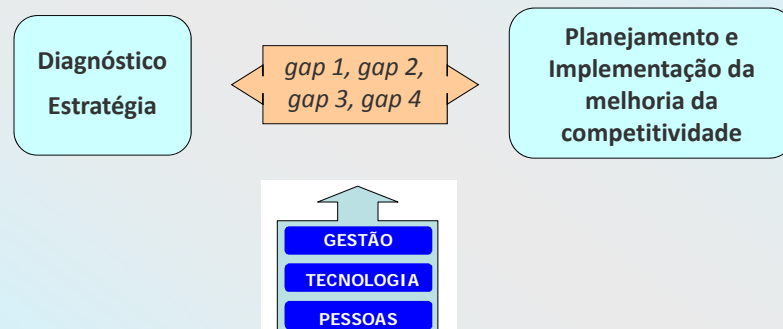 Diagnóstico
Estratégia
gap 1, gap 2,
gap 3, gap 4
Planejamento e
Implementação da
melhoria da
competitividade
GESTÃO
TECNOLOGIA
PESSOAS